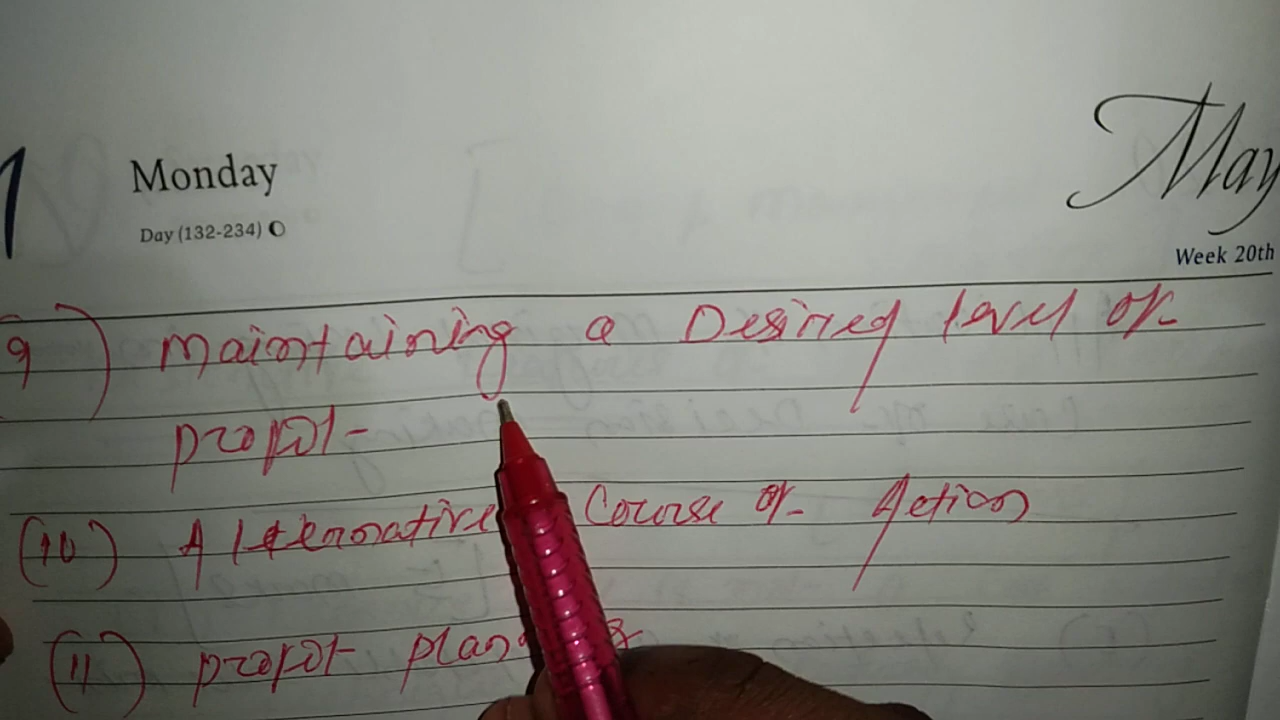 1 Monday May
Day (132-234)
Week 20th
9) Maintaining a Desired level of
profit
(10) Alternative Course of Action
(11) profit